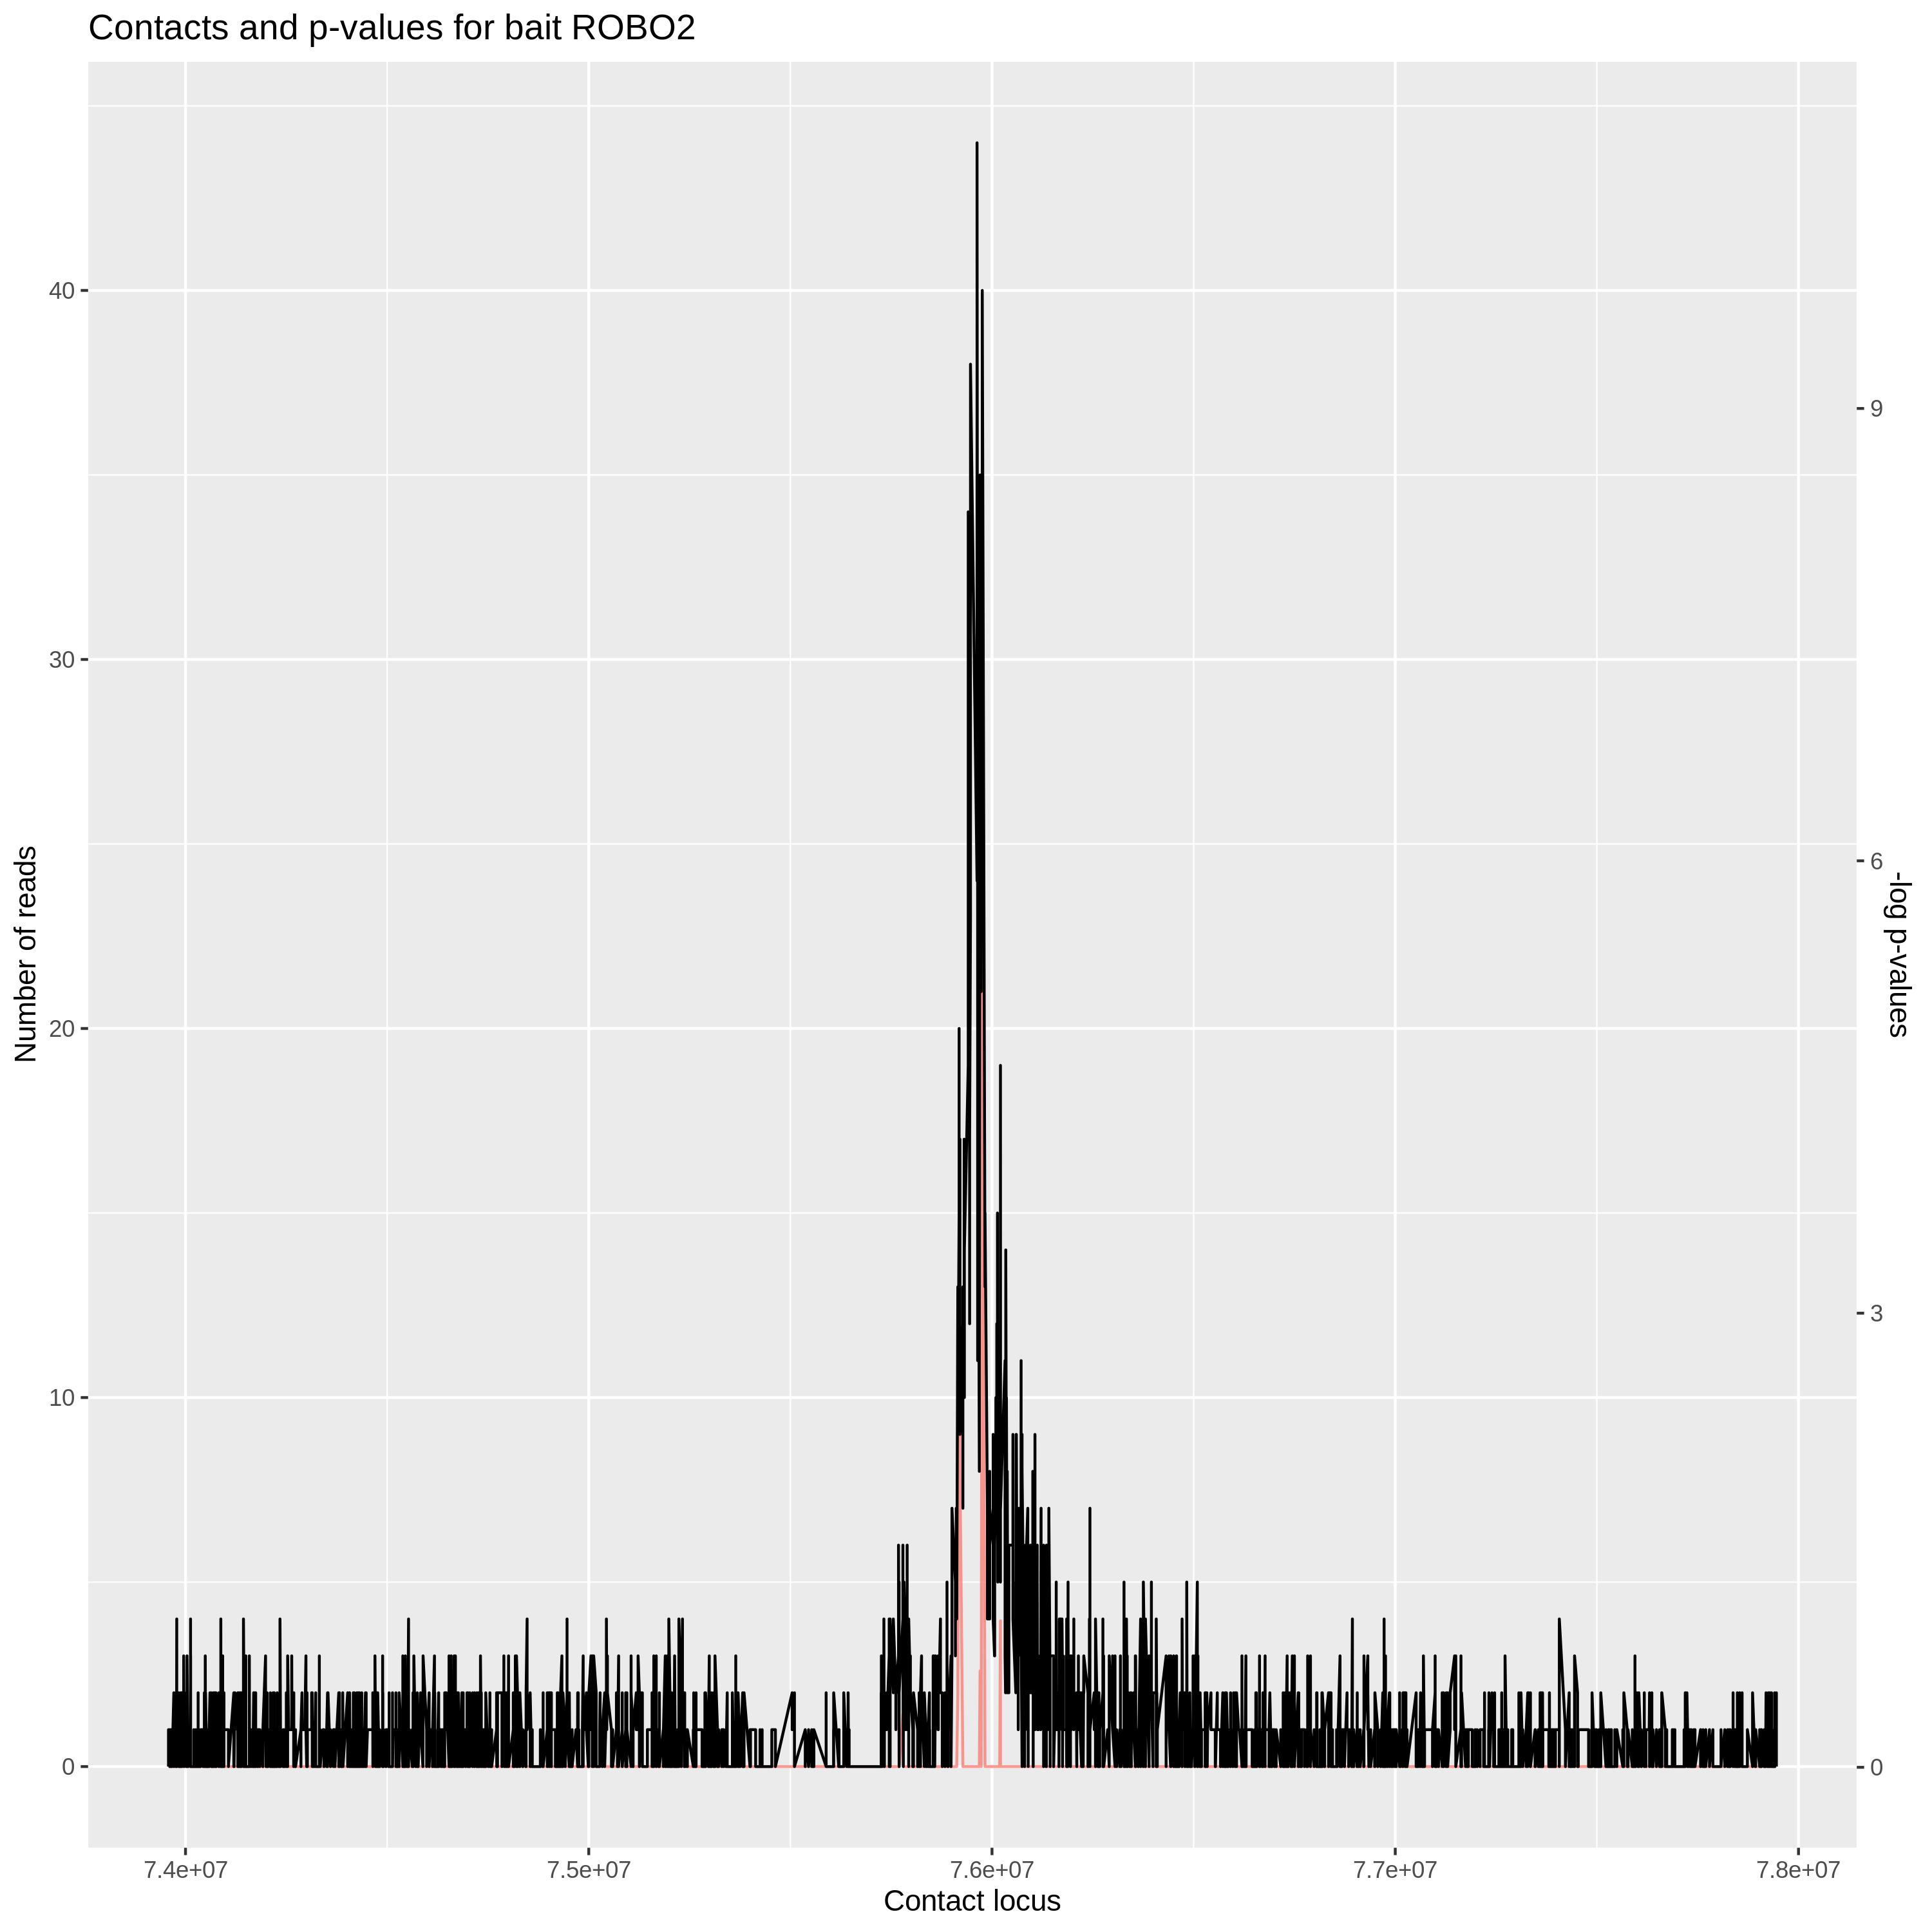 Contacts and p-values for bait ROBO2
Number of reads
40
30
20
10
0
9
6
3
0
-log p-values
7.4e+07 7.5e+07 7.6e+07 7.7e+07 7.8e+07
Contact locus